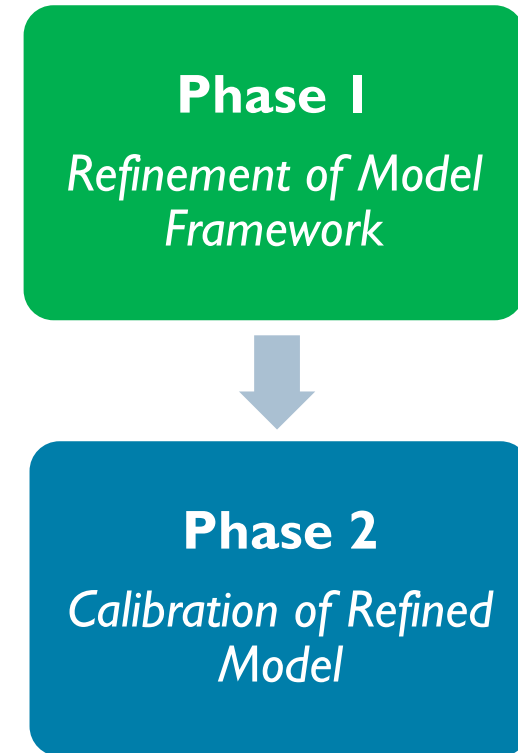 Phase 1
Refinement of Model
Framework
Phase 2
Calibration of Refined
Model